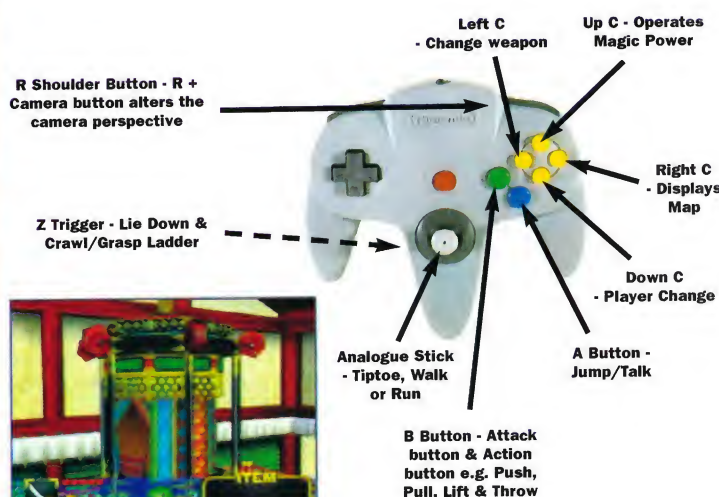 Left C
- Change weapon
Up C - Operates
Magic Power
R Shoulder Button - R +
Camera button alters the
camera perspective
Right C
- Displays
Map
Z Trigger - Lie Down &
Crawl/Grasp Ladder
Down C
- Player Change
Analogue Stick
- Tiptoe, Walk
or Run
A Button -
Jump/Talk
B Button - Attack
button & Action
button e.g. Push,
Pull, Lift & Throw
ITEM